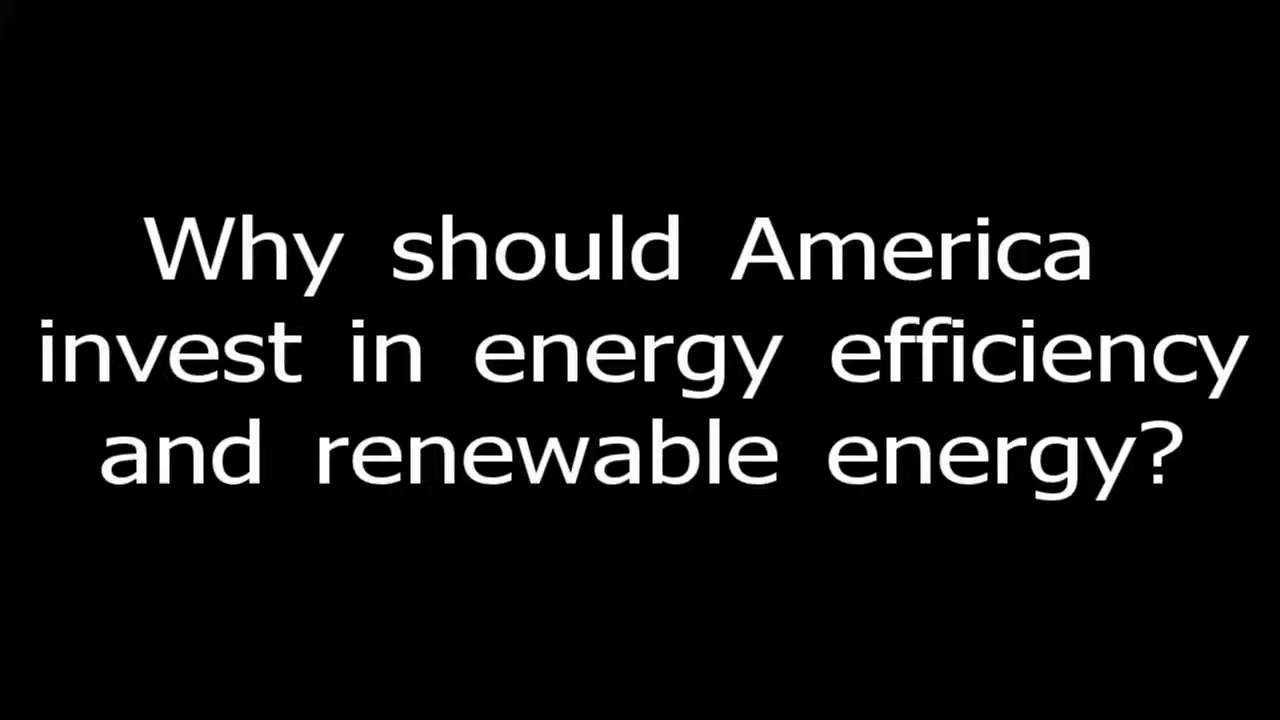 Why should America
invest in energy efficiency
and renewable energy?